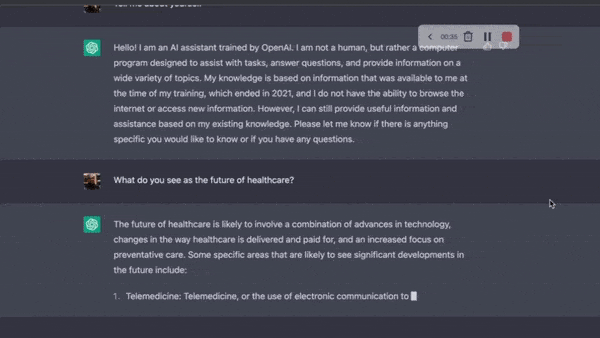 Tell me about yourself
00:35
Hello! I am an AI assistant trained by OpenAI. I am not a human, but rather a computer
program designed to assist with tasks, answer questions, and provide information on a
wide variety of topics. My knowledge is based on information that was available to me at
the time of my training, which ended in 2021, and I do not have the ability to browse the
internet or access new information. However, I can still provide useful information and
assistance based on my existing knowledge. Please let me know if there is anything
specific you would like to know or if you have any questions.
What do you see as the future of healthcare?
The future of healthcare is likely to involve a combination of advances in technology,
changes in the way healthcare is delivered and paid for, and an increased focus on
preventative care. Some specific areas that are likely to see significant developments in
the future include:
1. Telemedicine: Telemedicine, or the use of electronic communication to